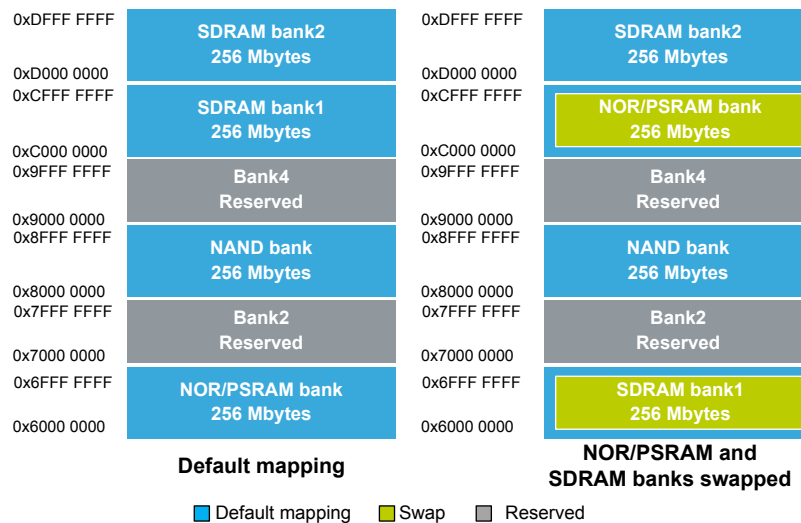 0xDFFF FFFF
SDRAM bank2
256 Mbytes
0xD000 0000
0xCFFF FFFF
SDRAM bank1
256 Mbytes
0xC000 0000
0x9FFF FFFF
Bank4
Reserved
0x9000 0000
0x8FFF FFFF
NAND bank
256 Mbytes
0x8000 0000
0x7FFF FFFF
Bank2
Reserved
0x7000 0000
0x6FFF FFFF
NOR/PSRAM bank
256 Mbytes
0x6000 0000
Default mapping
0xDFFF FFFF
SDRAM bank2
256 Mbytes
0xD000 0000
0xCFFF FFFF
NOR/PSRAM bank
256 Mbytes
0xC000 0000
0x9FFF FFFF
Bank4
Reserved
0x9000 0000
0x8FFF FFFF
NAND bank
256 Mbytes
0x8000 0000
0x7FFF FFFF
Bank2
Reserved
0x7000 0000
0x6FFF FFFF
SDRAM bank1
256 Mbytes
0x6000 0000
NOR/PSRAM and
SDRAM banks swapped
Default mapping
Swap
Reserved